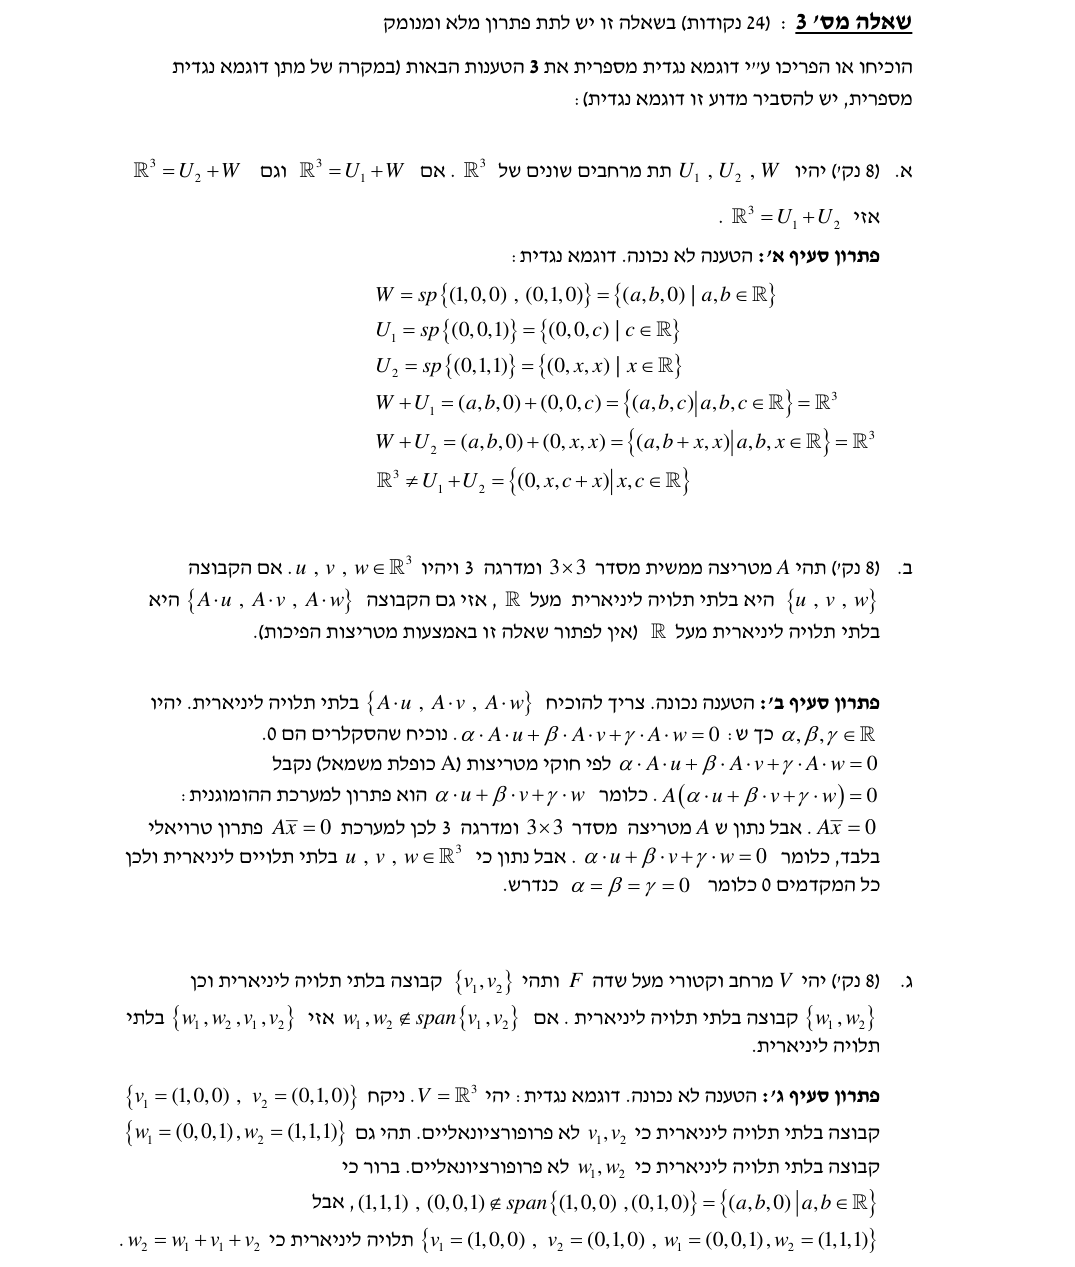 שאלה מס' 3 : (24 נקודות) בשאלה זו יש לתת פתרון מלא ומנומק
הוכיחו או הפריכו ע"י דוגמא נגדית מספרית את 3 הטענות הבאות (במקרה של מתן דוגמא נגדית
מספרית, יש להסביר מדוע זו דוגמא נגדית):
א. (8 נק') יהיו U₁ , U₂ , W תת מרחבים שונים של ℝ³ . אם ℝ³ = U₁ + W וגם ℝ³ = U₂ + W
אזי ℝ³ = U₁ + U₂ .
פתרון סעיף א': הטענה לא נכונה. דוגמא נגדית:
W = sp{(1,0,0) , (0,1,0)} = {(a,b,0) | a,b ∈ ℝ}
U₁ = sp{(0,0,1)} = {(0,0,c) | c ∈ ℝ}
U₂ = sp{(0,1,1)} = {(0,x,x) | x ∈ ℝ}
W + U₁ = (a,b,0) + (0,0,c) = {(a,b,c)|a,b,c ∈ ℝ} = ℝ³
W + U₂ = (a,b,0) + (0,x,x) = {(a,b+x,x)|a,b,x ∈ ℝ} = ℝ³
ℝ³ ≠ U₁ + U₂ = {(0,x,c+x)|x,c ∈ ℝ}
ב. (8 נק') תהי A מטריצה ממשית מסדר 3×3 ומדרגה 3 ויהיו u , v , w ∈ ℝ³ . אם הקבוצה
{u , v , w} היא בלתי תלויה ליניארית מעל ℝ , אזי גם הקבוצה {A·u , A·v , A·w} היא
בלתי תלויה ליניארית מעל ℝ (אין לפתור שאלה זו באמצעות מטריצות הפיכות).
פתרון סעיף ב': הטענה נכונה. צריך להוכיח {A·u , A·v , A·w} בלתי תלויה ליניארית. יהיו
α,β,γ ∈ ℝ כך ש: α·A·u + β·A·v + γ·A·w = 0 . נוכיח שהסקלרים הם 0.
α·A·u + β·A·v + γ·A·w = 0 לפי חוקי מטריצות (A כופלת משמאל) נקבל
A(α·u + β·v + γ·w) = 0 . כלומר α·u + β·v + γ·w הוא פתרון למערכת ההומוגנית:
Ax̅ = 0 . אבל נתון ש A מטריצה מסדר 3×3 ומדרגה 3 לכן למערכת Ax̅ = 0 פתרון טרויאלי
בלבד, כלומר α·u + β·v + γ·w = 0 . אבל נתון כי u , v , w ∈ ℝ³ בלתי תלויים ליניארית ולכן
כל המקדמים 0 כלומר α = β = γ = 0 כנדרש.
ג. (8 נק') יהי V מרחב וקטורי מעל שדה F ותהי {v₁,v₂} קבוצה בלתי תלויה ליניארית וכן
{w₁,w₂} קבוצה בלתי תלויה ליניארית . אם w₁,w₂ ∉ span{v₁,v₂} אזי {w₁,w₂,v₁,v₂} בלתי
תלויה ליניארית.
פתרון סעיף ג': הטענה לא נכונה. דוגמא נגדית: יהי V = ℝ³ . ניקח {v₁ = (1,0,0) , v₂ = (0,1,0)}
קבוצה בלתי תלויה ליניארית כי v₁,v₂ לא פרופורציונאליים. תהי גם {w₁ = (0,0,1), w₂ = (1,1,1)}
קבוצה בלתי תלויה ליניארית כי w₁,w₂ לא פרופורציונאליים. ברור כי
(1,1,1) , (0,0,1) ∉ span{(1,0,0) ,(0,1,0)} = {(a,b,0)|a,b ∈ ℝ} , אבל
{v₁ = (1,0,0) , v₂ = (0,1,0) , w₁ = (0,0,1), w₂ = (1,1,1)} תלויה ליניארית כי w₂ = w₁ + v₁ + v₂ .